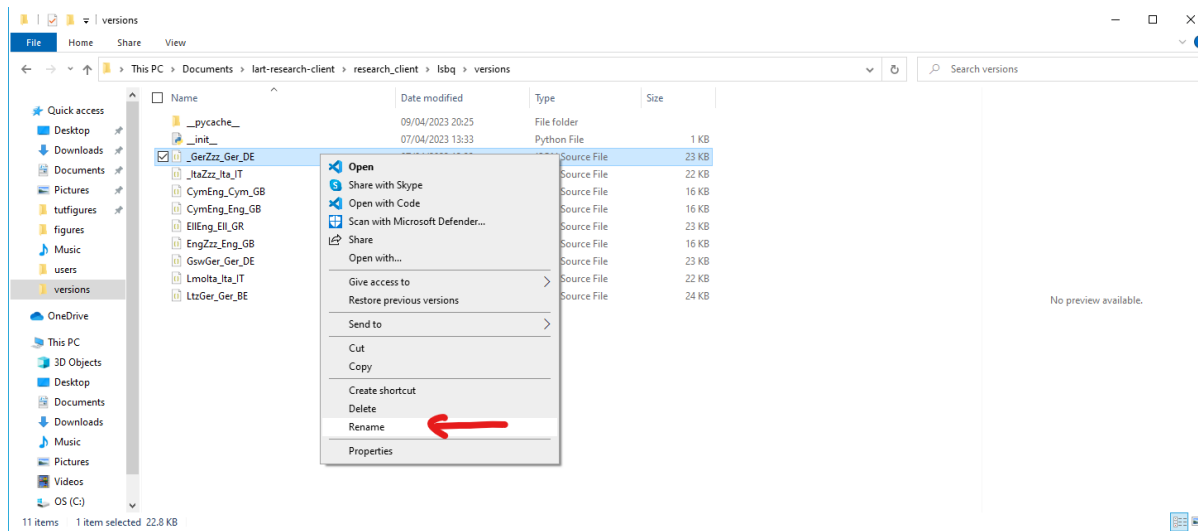 versions
File Home Share View
This PC > Documents > lart-research-client > research_client > lsbq > versions
Search versions
Name Date modified Type Size
Quick access
Desktop
Downloads
Documents
Pictures
tutfigures
figures
Music
users
versions
OneDrive
This PC
3D Objects
Desktop
Documents
Downloads
Music
Pictures
Videos
OS (C:)
__pycache__ 09/04/2023 20:25 File folder
__init__ 07/04/2023 13:33 Python File 1 KB
_GerZzz_Ger_DE Source File 23 KB
_ItaZzz_Ita_IT Source File 22 KB
CymEng_Cym_GB Source File 16 KB
CymEng_Eng_GB Source File 16 KB
EllEng_Ell_GR Source File 23 KB
EngZzz_Eng_GB Source File 16 KB
GswGer_Ger_DE Source File 23 KB
LmoIta_Ita_IT Source File 22 KB
LtzGer_Ger_BE Source File 24 KB
Open
Share with Skype
Open with Code
Scan with Microsoft Defender...
Share
Open with...
Give access to
Restore previous versions
Send to
Cut
Copy
Create shortcut
Delete
Rename
Properties
No preview available.
11 items 1 item selected 22.8 KB